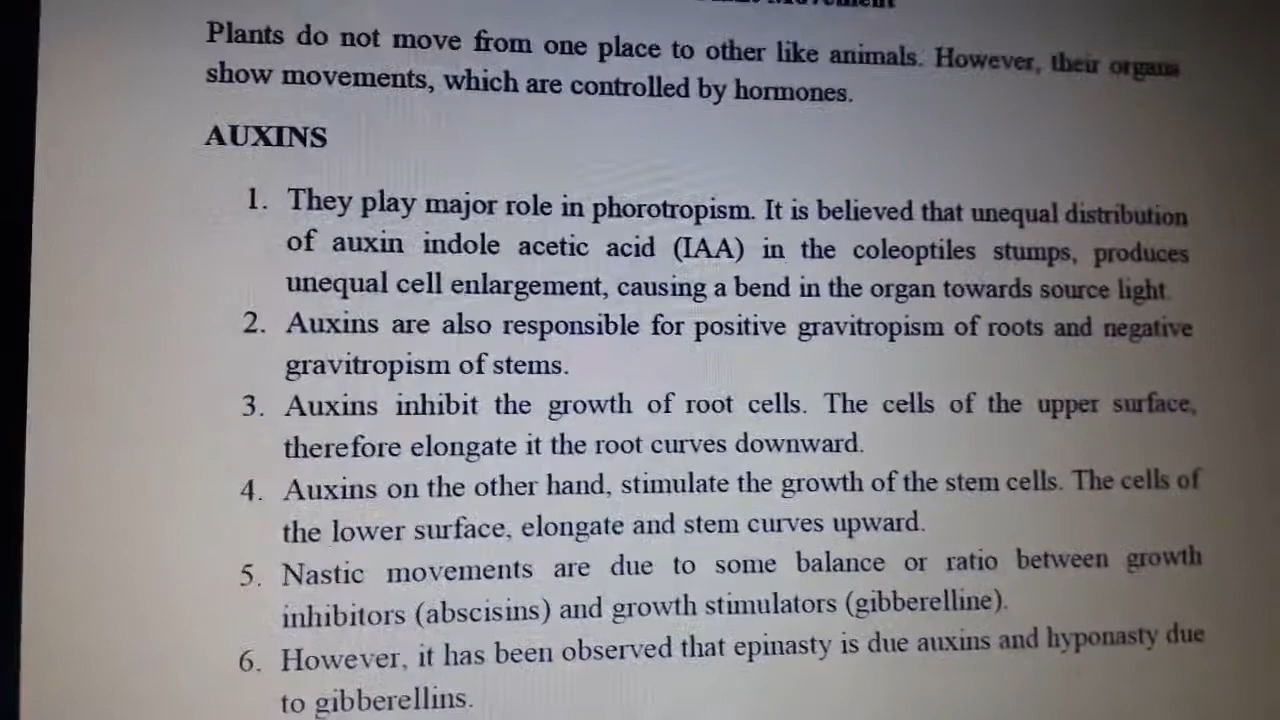 Movement
Plants do not move from one place to other like animals. However, their organs
show movements, which are controlled by hormones.
AUXINS
1. They play major role in phorotropism. It is believed that unequal distribution
of auxin indole acetic acid (IAA) in the coleoptiles stumps, produces
unequal cell enlargement, causing a bend in the organ towards source light.
2. Auxins are also responsible for positive gravitropism of roots and negative
gravitropism of stems.
3. Auxins inhibit the growth of root cells. The cells of the upper surface,
therefore elongate it the root curves downward.
4. Auxins on the other hand, stimulate the growth of the stem cells. The cells of
the lower surface, elongate and stem curves upward.
5. Nastic movements are due to some balance or ratio between growth
inhibitors (abscisins) and growth stimulators (gibberelline).
6. However, it has been observed that epinasty is due auxins and hyponasty due
to gibberellins.